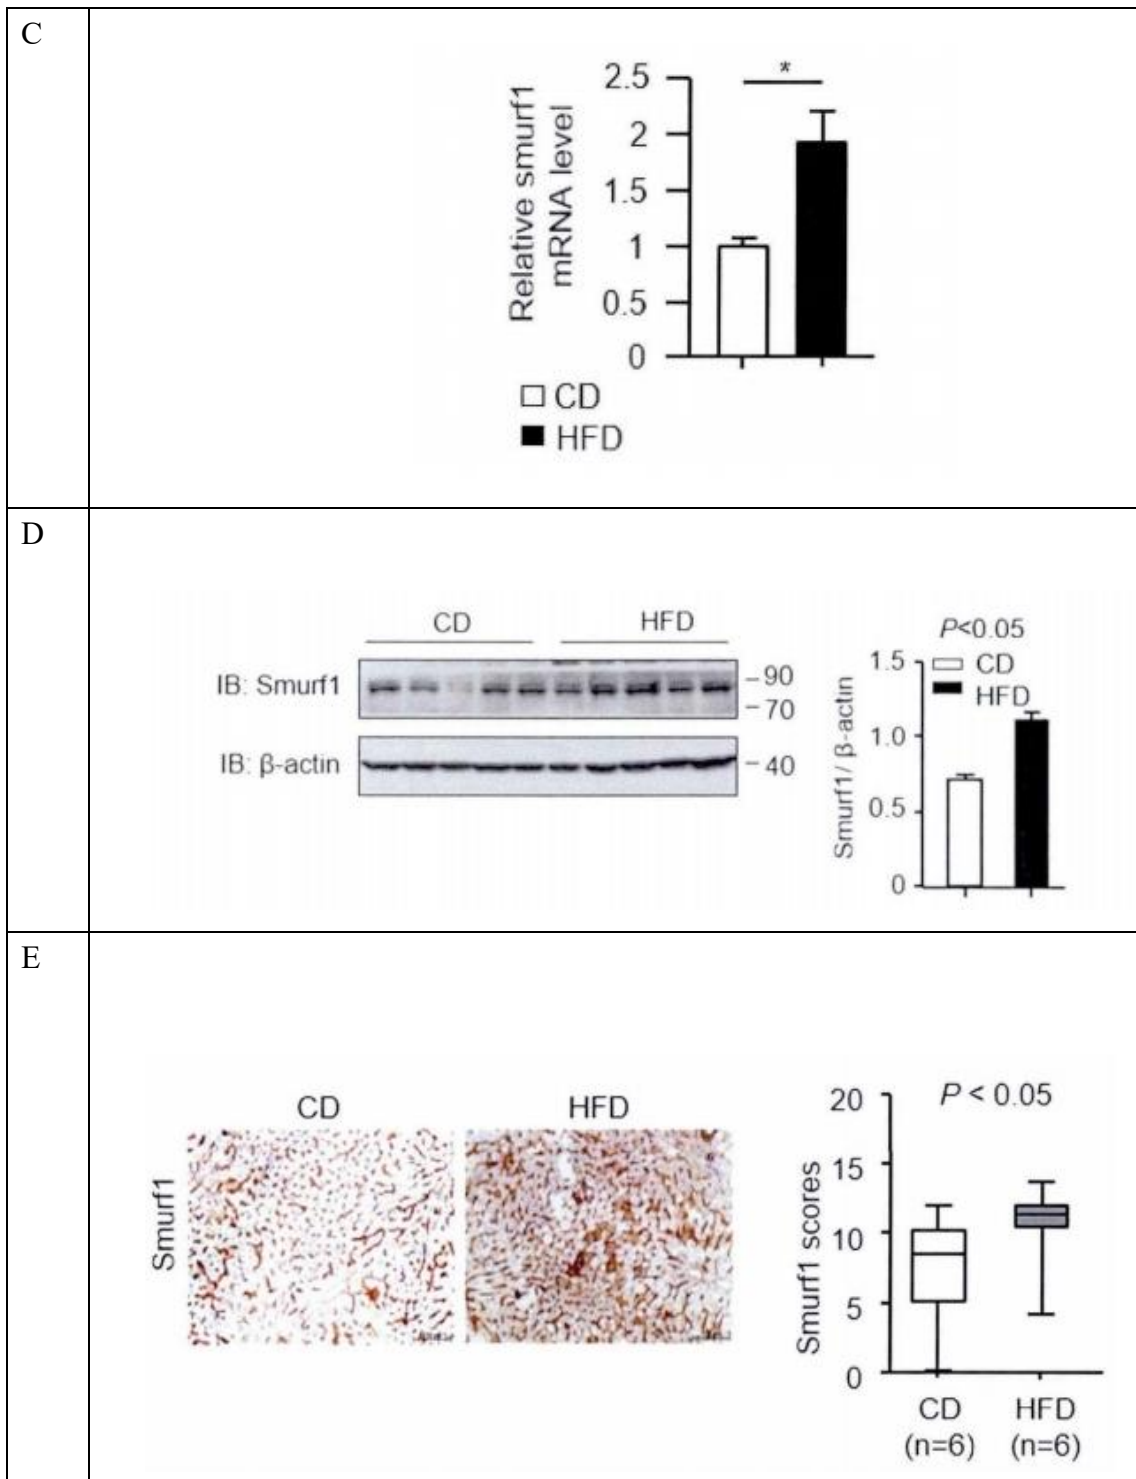 C
Relative smurf1
mRNA level
2.5
2
1.5
1
0.5
0
*
CD
HFD
D
CD HFD
IB: Smurf1
-90
-70
IB: β-actin
-40
P<0.05
CD
HFD
Smurf1/ β-actin
1.5
1.0
0.5
0
E
CD HFD
Smurf1
P < 0.05
Smurf1 scores
20
15
10
5
0
CD HFD
(n=6) (n=6)